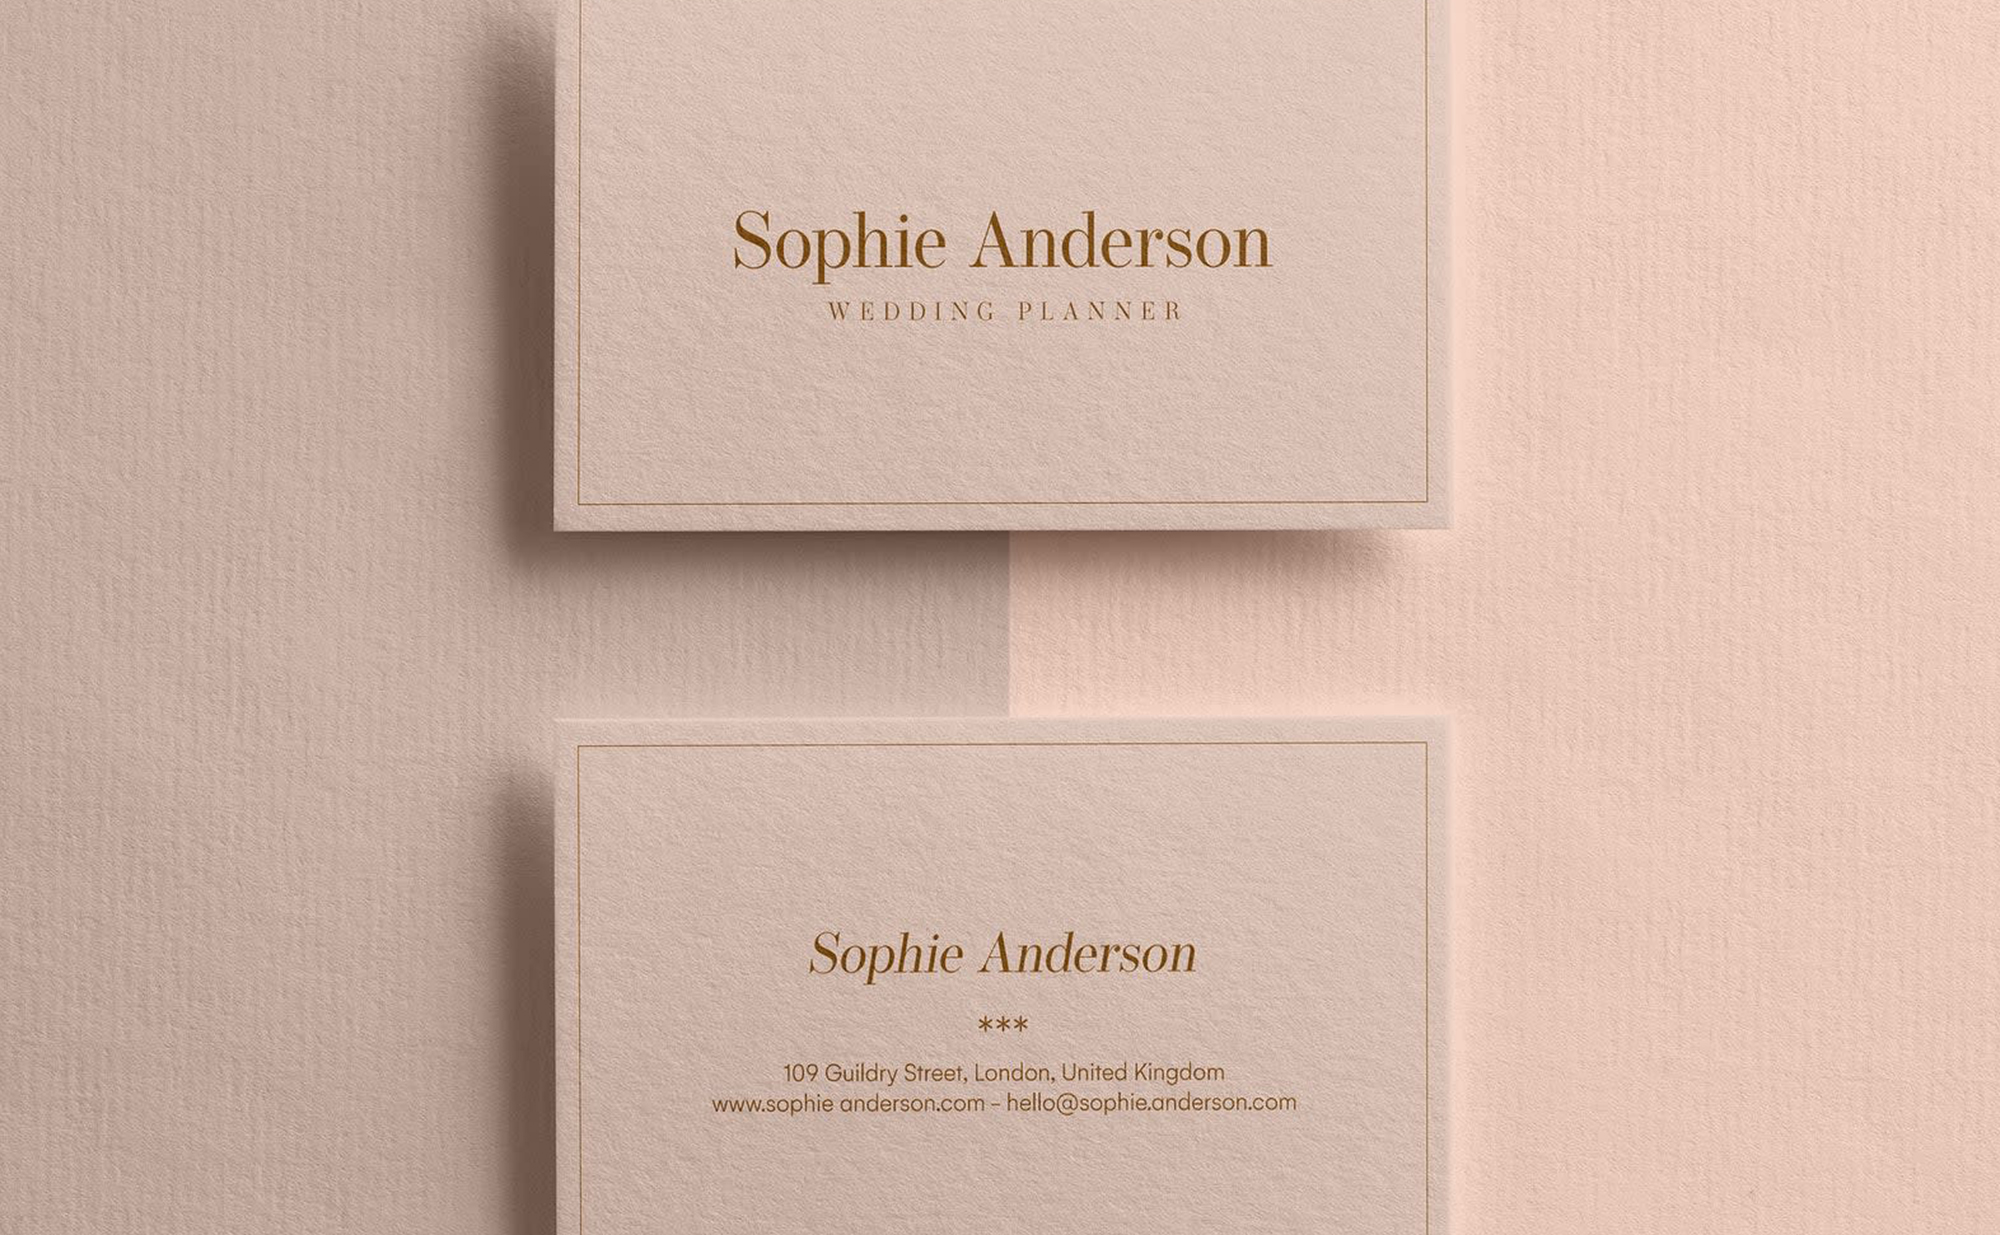 Sophie Anderson
WEDDING PLANNER
Sophie Anderson
***
109 Guildry Street, London, United Kingdom
www.sophie anderson.com - hello@sophie.anderson.com